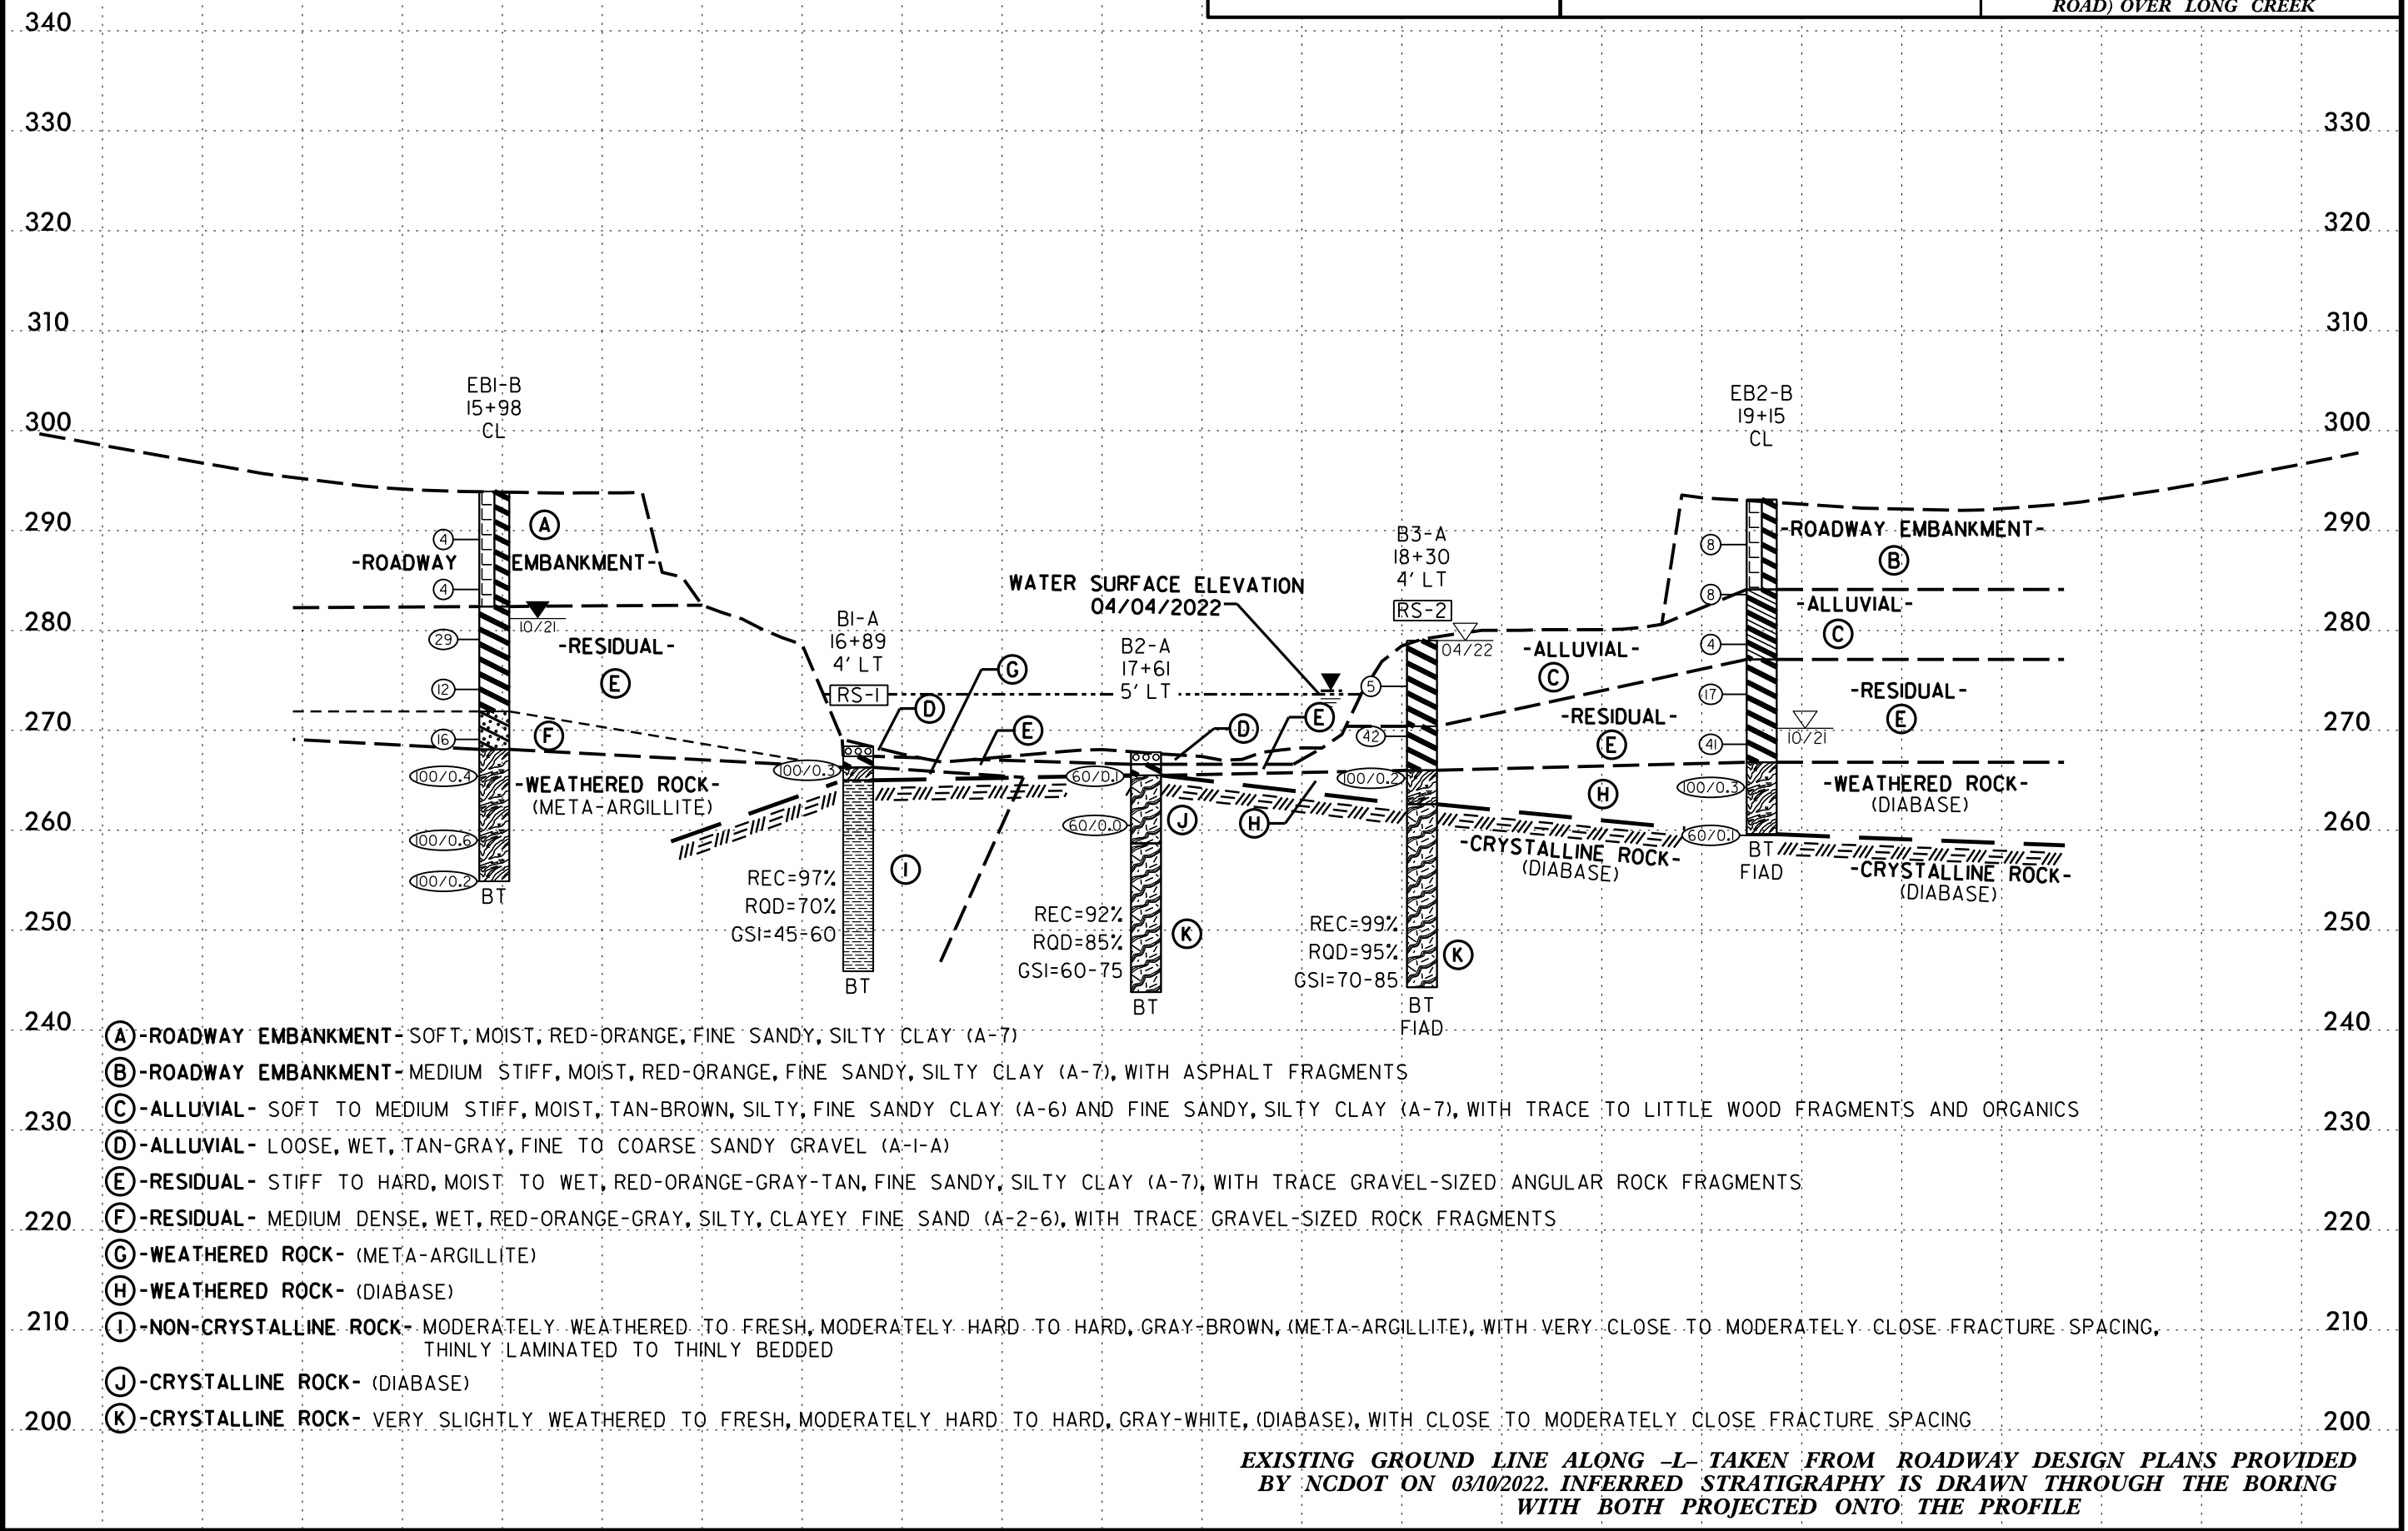 ROAD) OVER LONG CREEK
340
330 330
320 320
310 310
300 300
290 290
280 280
270 270
260 260
250 250
240 240
230 230
220 220
210 210
200 200
EB1-B
15+98
CL
4
4
29
12
16
100/0.4
100/0.6
100/0.2
BT
A
-ROADWAY EMBANKMENT-
10/21
-RESIDUAL-
E
F
-WEATHERED ROCK-
(META-ARGILLITE)
B1-A
16+89
4' LT
RS-1
100/0.3
REC=97%
RQD=70%
GSI=45-60
BT
I
D
G
E
WATER SURFACE ELEVATION
04/04/2022
B2-A
17+61
5' LT
60/0.1
60/0.0
REC=92%
RQD=85%
GSI=60-75
BT
J
K
D
E
H
B3-A
18+30
4' LT
RS-2
04/22
5
42
100/0.2
REC=99%
RQD=95%
GSI=70-85
BT
FIAD
K
-ALLUVIAL-
C
-RESIDUAL-
E
H
-CRYSTALLINE ROCK-
(DIABASE)
EB2-B
19+15
CL
8
8
4
17
41
100/0.3
60/0.1
BT
FIAD
-ROADWAY EMBANKMENT-
B
-ALLUVIAL-
C
-RESIDUAL-
E
10/21
-WEATHERED ROCK-
(DIABASE)
-CRYSTALLINE ROCK-
(DIABASE)
A -ROADWAY EMBANKMENT- SOFT, MOIST, RED-ORANGE, FINE SANDY, SILTY CLAY (A-7)
B -ROADWAY EMBANKMENT- MEDIUM STIFF, MOIST, RED-ORANGE, FINE SANDY, SILTY CLAY (A-7), WITH ASPHALT FRAGMENTS
C -ALLUVIAL- SOFT TO MEDIUM STIFF, MOIST, TAN-BROWN, SILTY, FINE SANDY CLAY (A-6) AND FINE SANDY, SILTY CLAY (A-7), WITH TRACE TO LITTLE WOOD FRAGMENTS AND ORGANICS
D -ALLUVIAL- LOOSE, WET, TAN-GRAY, FINE TO COARSE SANDY GRAVEL (A-1-A)
E -RESIDUAL- STIFF TO HARD, MOIST TO WET, RED-ORANGE-GRAY-TAN, FINE SANDY, SILTY CLAY (A-7), WITH TRACE GRAVEL-SIZED ANGULAR ROCK FRAGMENTS
F -RESIDUAL- MEDIUM DENSE, WET, RED-ORANGE-GRAY, SILTY, CLAYEY FINE SAND (A-2-6), WITH TRACE GRAVEL-SIZED ROCK FRAGMENTS
G -WEATHERED ROCK- (META-ARGILLITE)
H -WEATHERED ROCK- (DIABASE)
I -NON-CRYSTALLINE ROCK- MODERATELY WEATHERED TO FRESH, MODERATELY HARD TO HARD, GRAY-BROWN, (META-ARGILLITE), WITH VERY CLOSE TO MODERATELY CLOSE FRACTURE SPACING,
THINLY LAMINATED TO THINLY BEDDED
J -CRYSTALLINE ROCK- (DIABASE)
K -CRYSTALLINE ROCK- VERY SLIGHTLY WEATHERED TO FRESH, MODERATELY HARD TO HARD, GRAY-WHITE, (DIABASE), WITH CLOSE TO MODERATELY CLOSE FRACTURE SPACING
EXISTING GROUND LINE ALONG -L- TAKEN FROM ROADWAY DESIGN PLANS PROVIDED
BY NCDOT ON 03/10/2022. INFERRED STRATIGRAPHY IS DRAWN THROUGH THE BORING
WITH BOTH PROJECTED ONTO THE PROFILE